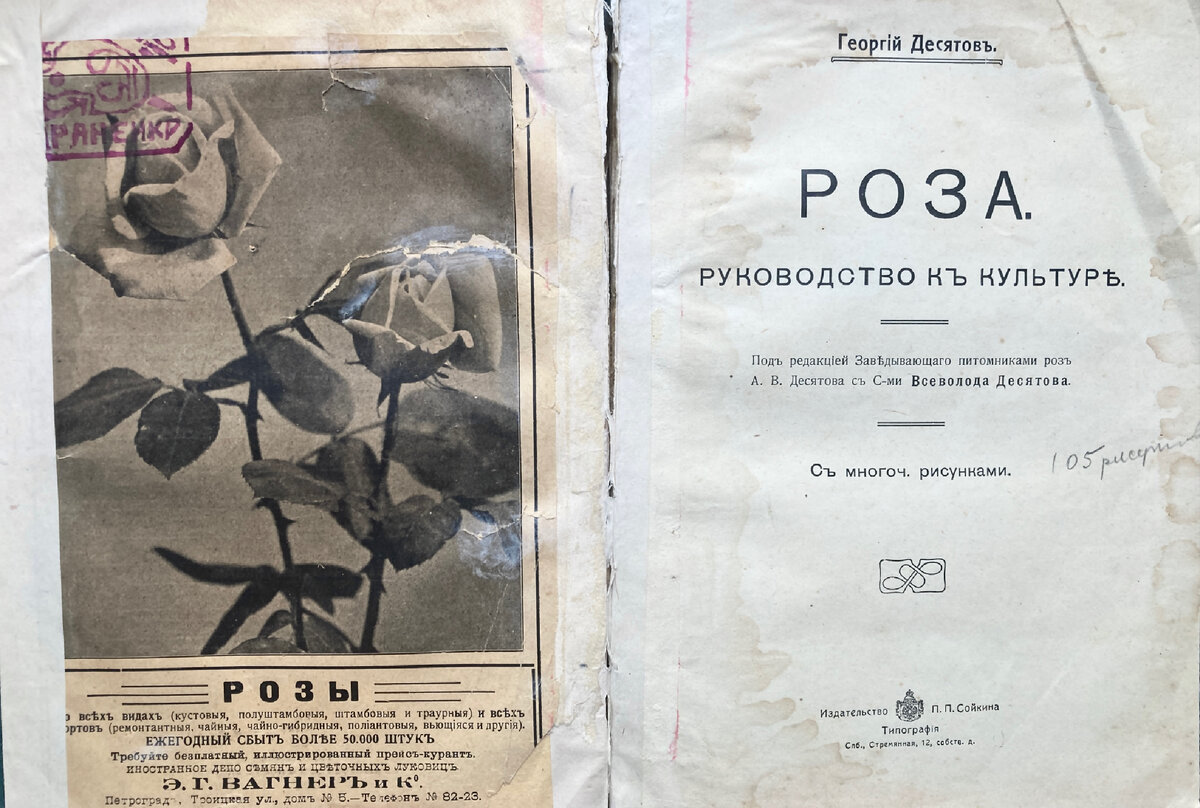 РОЗЫ
всѣхъ видахъ (кустовыя, полуштамбовыя, штамбовыя и траурныя) и всѣхъ
(ремонтантныя, чайныя, чайно-гибридныя, поліантовыя, вьющіяся и другія).
ЕЖЕГОДНЫЙ СБЫТЪ БОЛѢЕ 50.000 ШТУКЪ
Требуйте безплатный, иллюстрированный прейсъ-курантъ.
ИНОСТРАННОЕ ДЕПО СѢМЯНЪ И ЦВѢТОЧНЫХЪ ЛУКОВИЦЪ
Э. Г. ВАГНЕРЪ и Ко.
Петроградъ, Троицкая ул., домъ № 5.—Телефонъ № 82-23.
Георгій Десятовъ.
РОЗА.
РУКОВОДСТВО КЪ КУЛЬТУРѢ.
Подъ редакціей Завѣдывающаго питомниками розъ
А. В. Десятова съ С-ми Всеволода Десятова.
Съ многоч. рисунками.
105
Издательство П. П. Сойкина
Типографія
Спб., Стремянная, 12, собств. д.